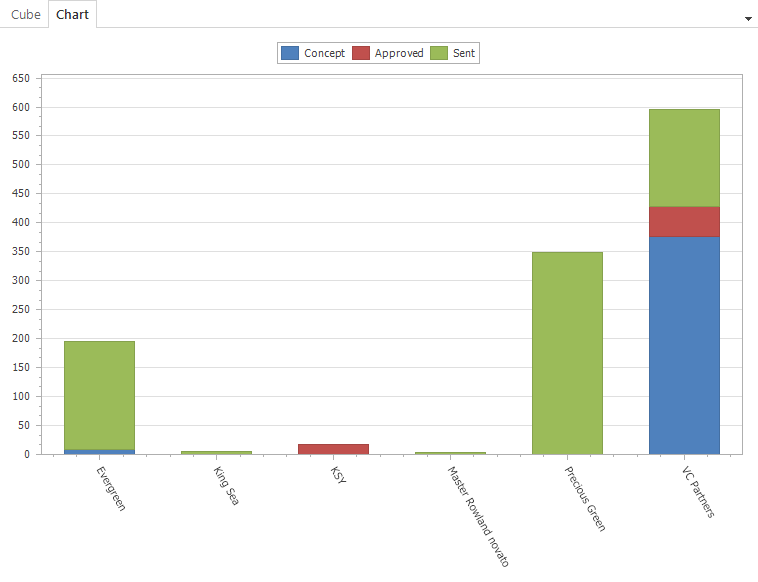 Cube Chart
Concept Approved Sent
650
600
550
500
450
400
350
300
250
200
150
100
50
0
Evergreen
King Sea
KSY
Master Rowland novato
Precious Green
VC Partners